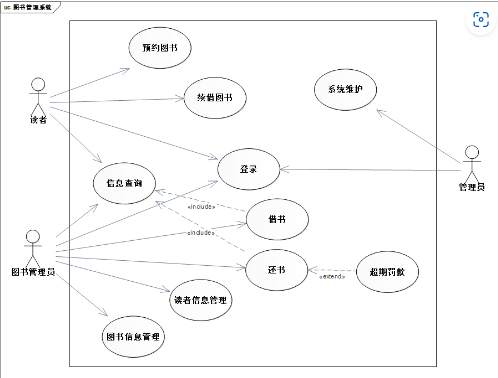 uc 图书管理系统
预约图书
续借图书
系统维护
读者
登录
信息查询
管理员
«include»
借书
«include»
图书管理员
还书
超期罚款
«extend»
读者信息管理
图书信息管理